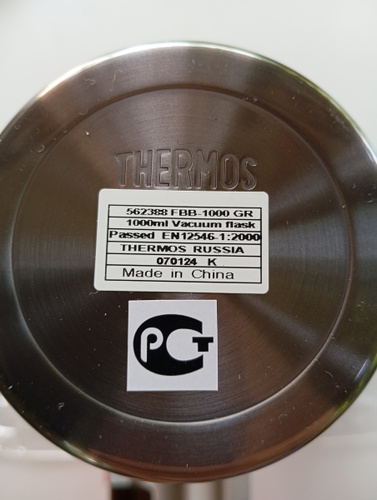 THERMOS
562388 FBB-1000 GR
1000ml Vacuum flask
Passed EN12546-1:2000
THERMOS RUSSIA
070124 K
Made in China
РСТ